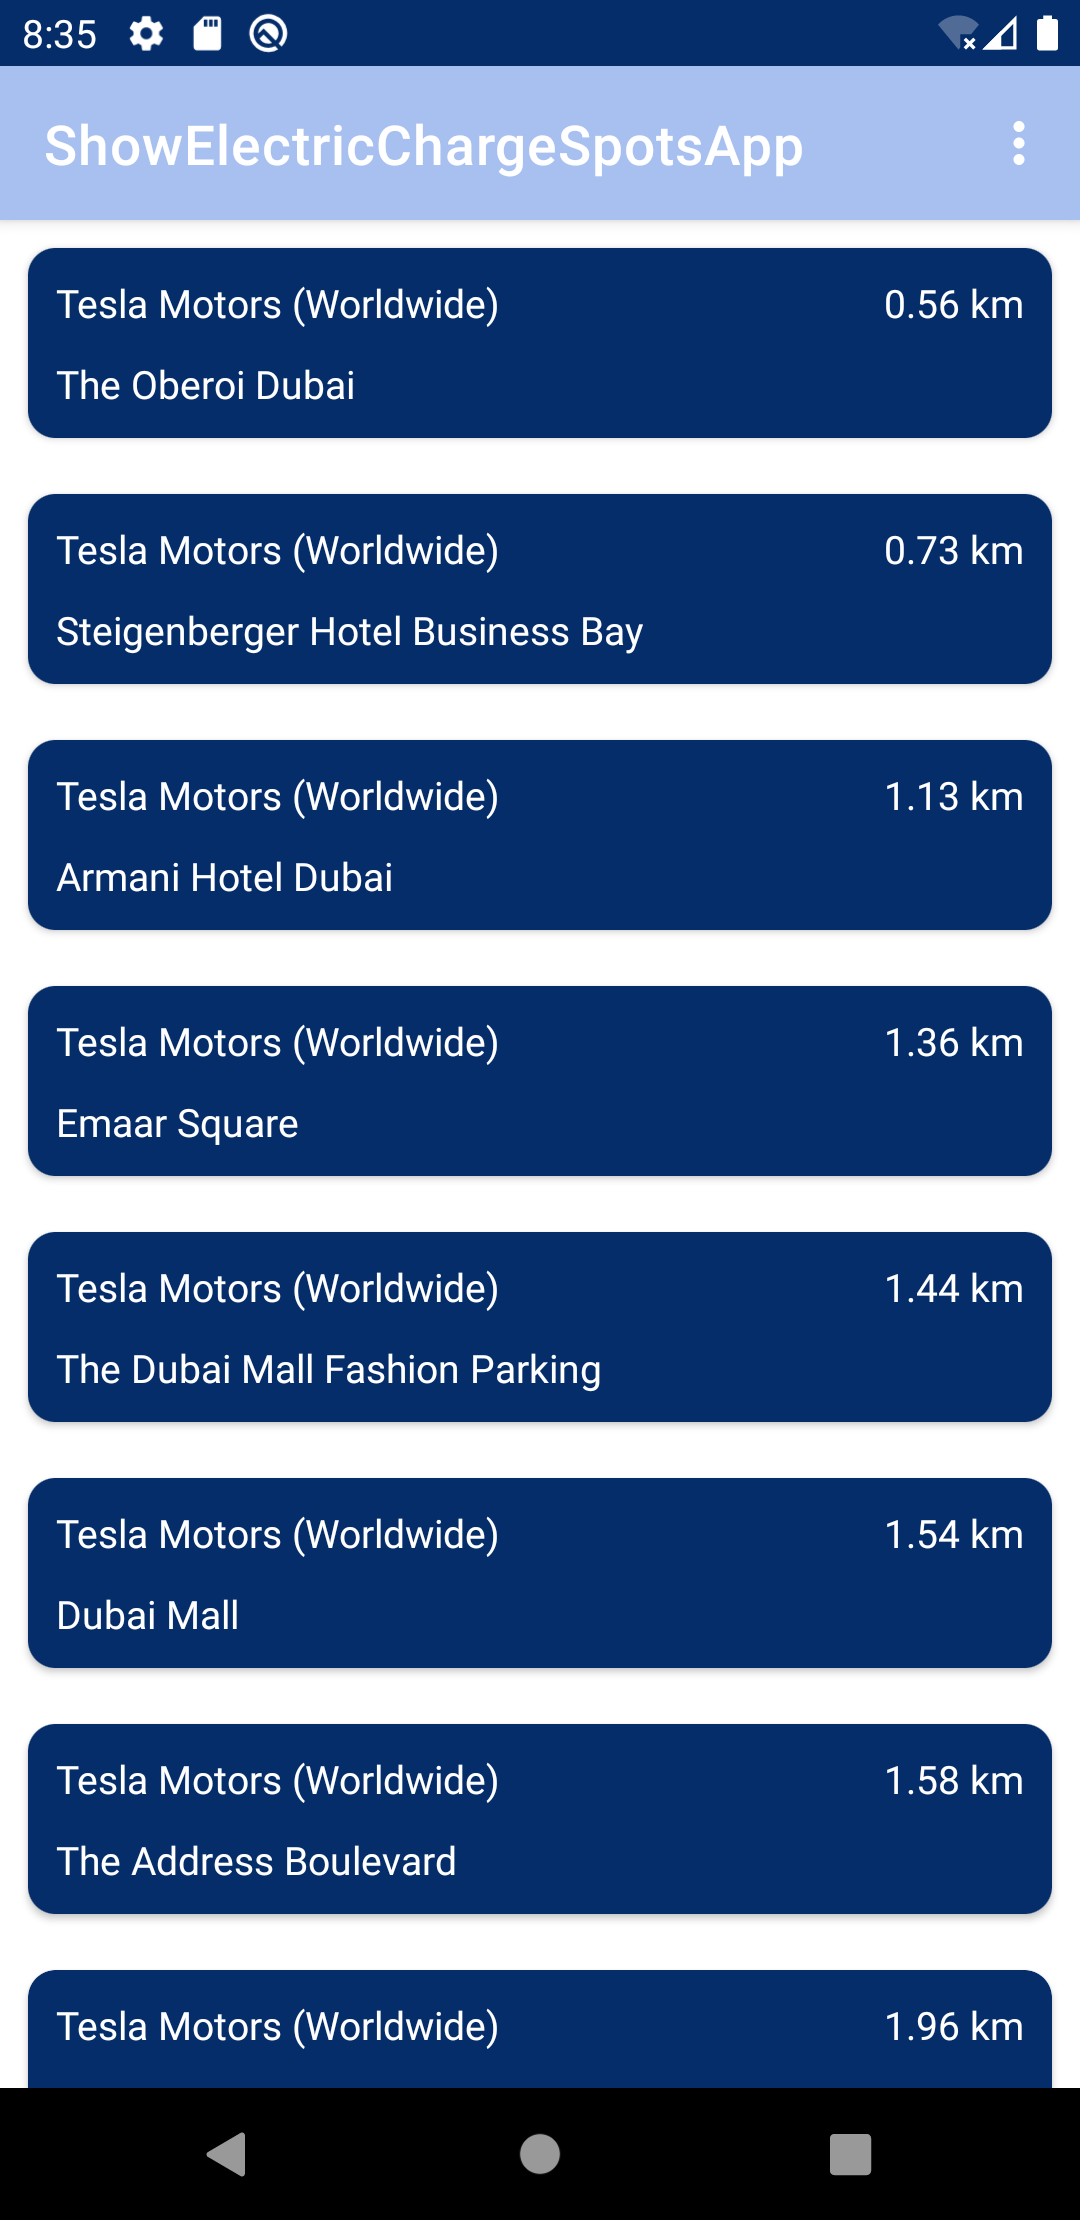 8:35
ShowElectricChargeSpotsApp
Tesla Motors (Worldwide) 0.56 km
The Oberoi Dubai
Tesla Motors (Worldwide) 0.73 km
Steigenberger Hotel Business Bay
Tesla Motors (Worldwide) 1.13 km
Armani Hotel Dubai
Tesla Motors (Worldwide) 1.36 km
Emaar Square
Tesla Motors (Worldwide) 1.44 km
The Dubai Mall Fashion Parking
Tesla Motors (Worldwide) 1.54 km
Dubai Mall
Tesla Motors (Worldwide) 1.58 km
The Address Boulevard
Tesla Motors (Worldwide) 1.96 km